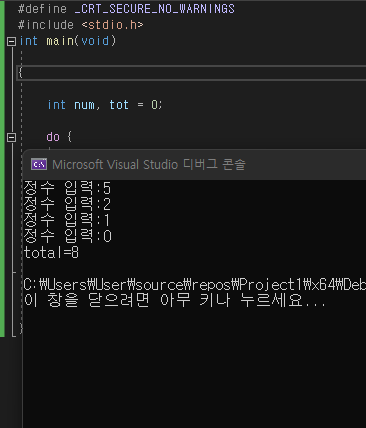 #define _CRT_SECURE_NO_WARNINGS
#include <stdio.h>
int main(void)
{
int num, tot = 0;
do {
Microsoft Visual Studio 디버그 콘솔
정수 입력:5
정수 입력:2
정수 입력:1
정수 입력:0
total=8
C:₩Users₩User₩source₩repos₩Project1₩x64₩Deb
이 창을 닫으려면 아무 키나 누르세요...
}